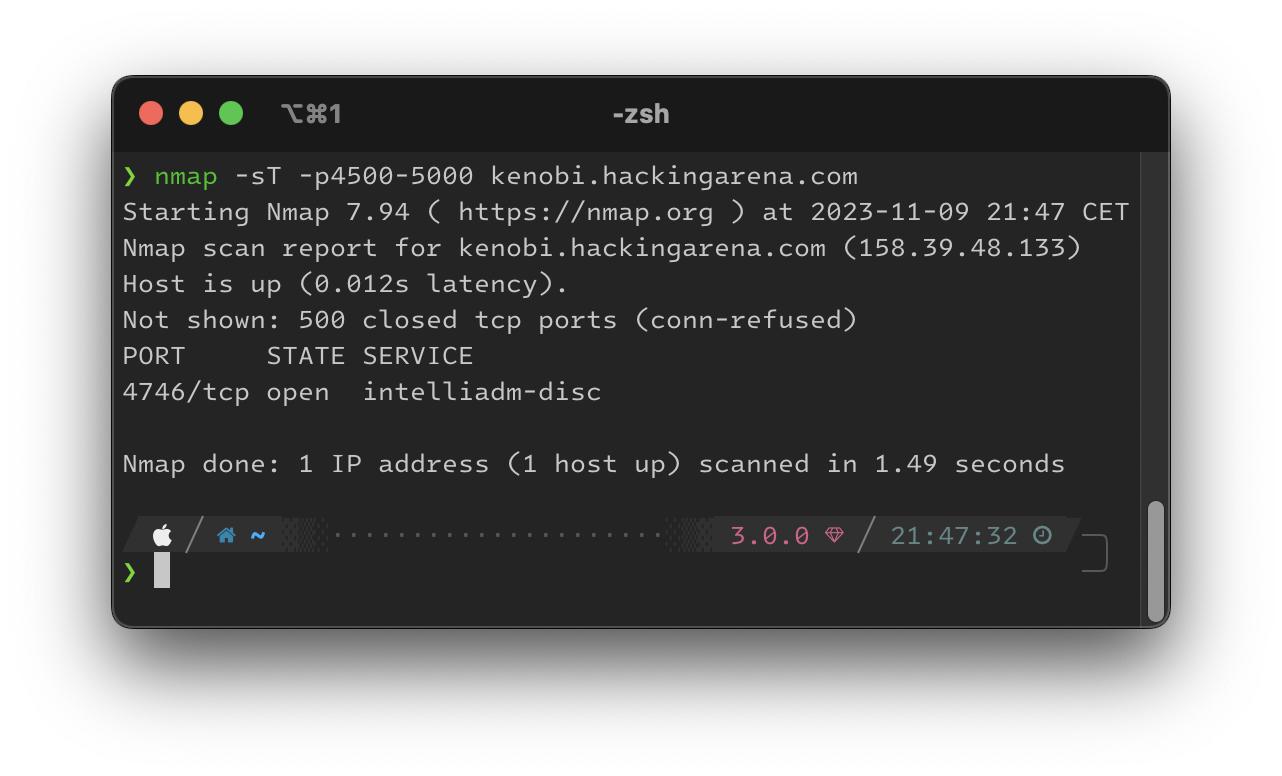 ⌥⌘1 -zsh
❯ nmap -sT -p4500-5000 kenobi.hackingarena.com
Starting Nmap 7.94 ( https://nmap.org ) at 2023-11-09 21:47 CET
Nmap scan report for kenobi.hackingarena.com (158.39.48.133)
Host is up (0.012s latency).
Not shown: 500 closed tcp ports (conn-refused)
PORT     STATE SERVICE
4746/tcp open  intelliadm-disc
Nmap done: 1 IP address (1 host up) scanned in 1.49 seconds
~ 3.0.0 21:47:32
❯